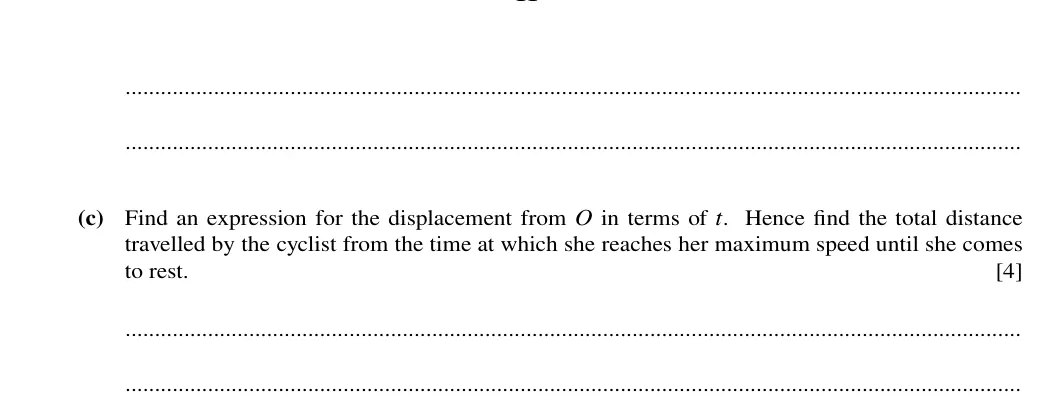 (c) Find an expression for the displacement from O in terms of t. Hence find the total distance
travelled by the cyclist from the time at which she reaches her maximum speed until she comes
to rest. [4]